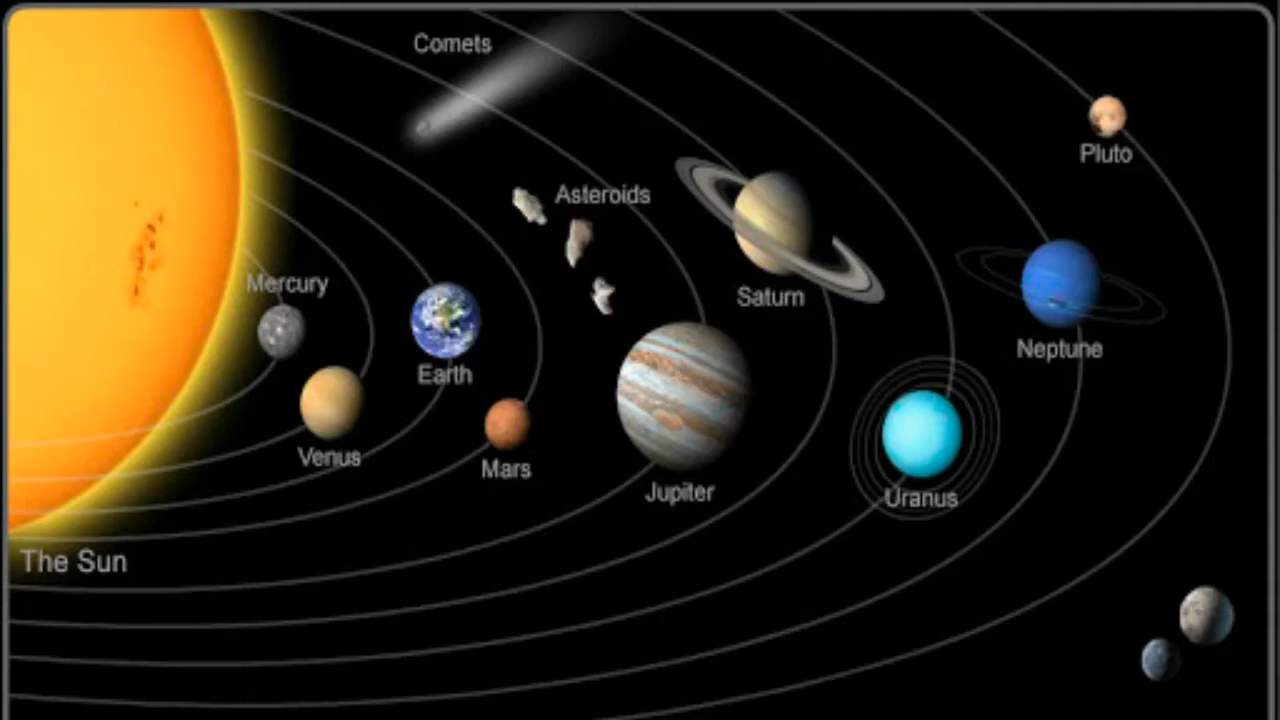 Comets
Pluto
Asteroids
Mercury
Saturn
Neptune
Earth
Venus
Mars
Jupiter
Uranus
The Sun